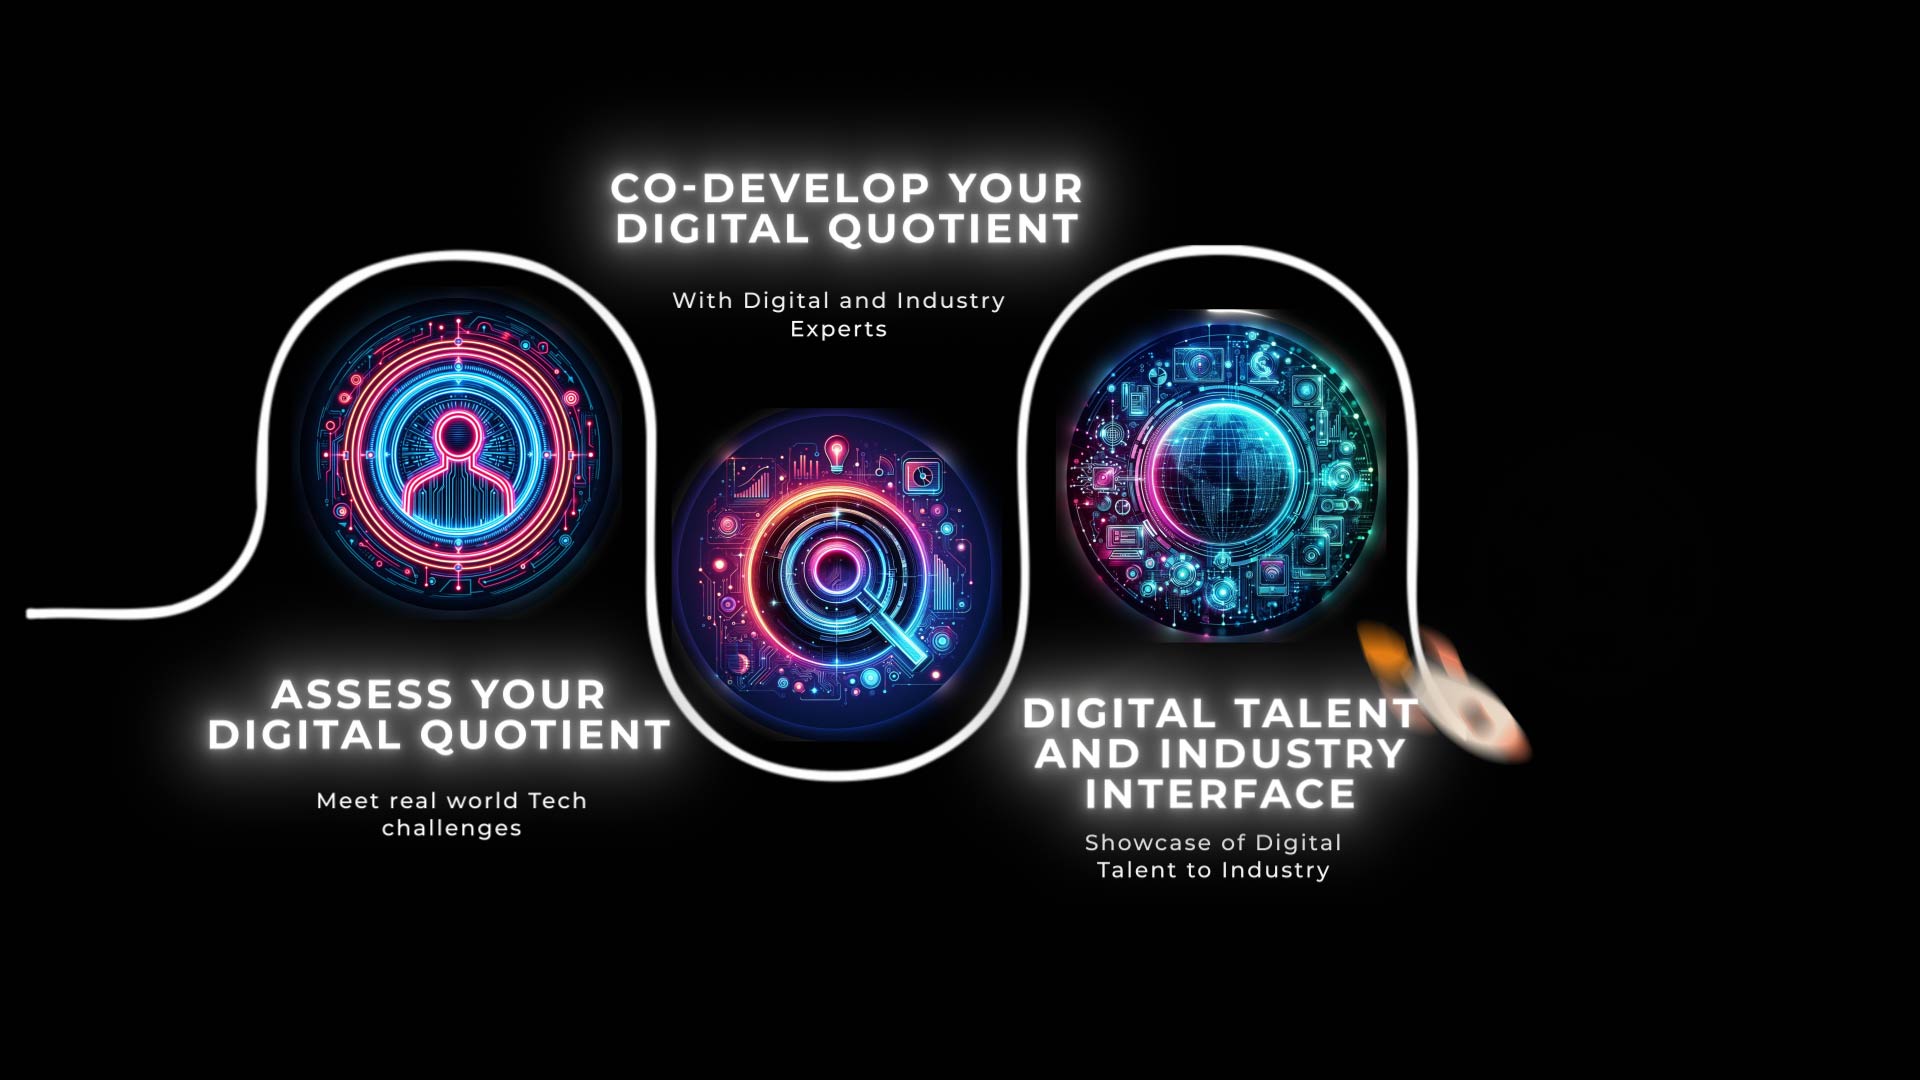 CO-DEVELOP YOUR
DIGITAL QUOTIENT
With Digital and Industry
Experts
ASSESS YOUR
DIGITAL QUOTIENT
Meet real world Tech
challenges
DIGITAL TALENT
AND INDUSTRY
INTERFACE
Showcase of Digital
Talent to Industry